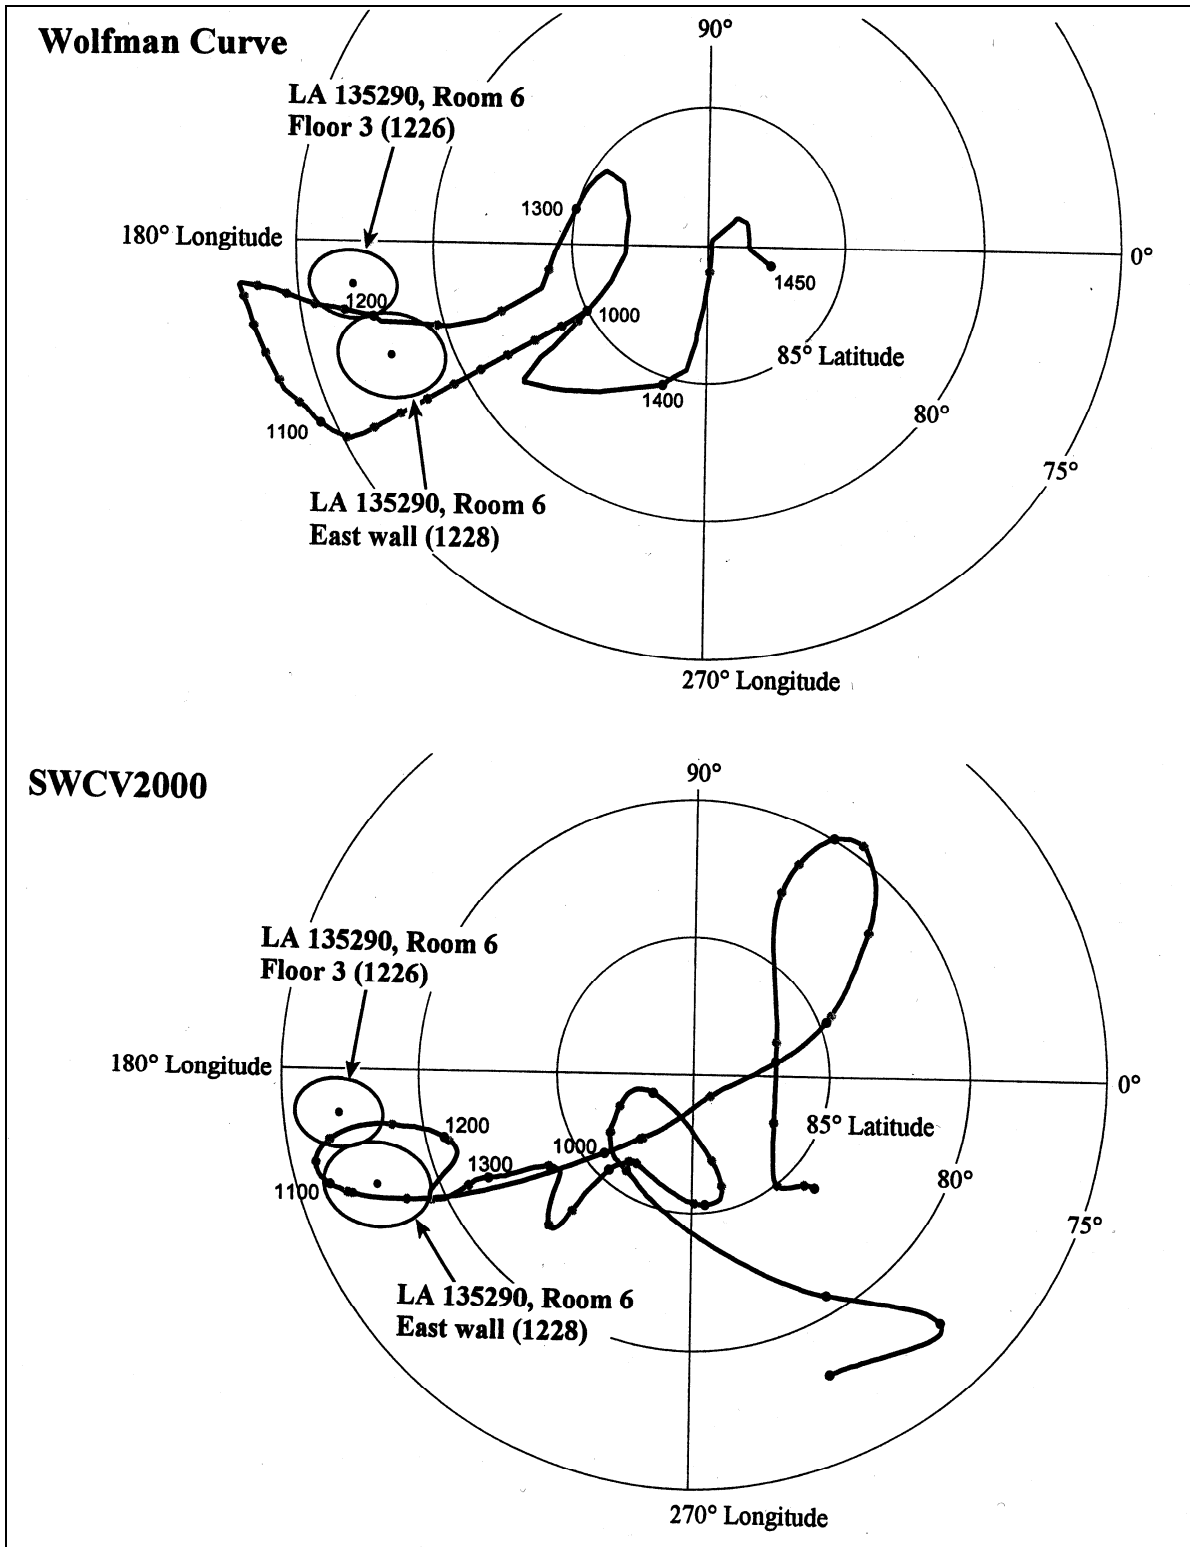 Wolfman Curve
90°
LA 135290, Room 6
Floor 3 (1226)
1300
180° Longitude
0°
1450
1200
1000
85° Latitude
1400
80°
1100
75°
LA 135290, Room 6
East wall (1228)
270° Longitude
SWCV2000
90°
LA 135290, Room 6
Floor 3 (1226)
180° Longitude
0°
1200
85° Latitude
1000
1300
80°
1100
75°
LA 135290, Room 6
East wall (1228)
270° Longitude